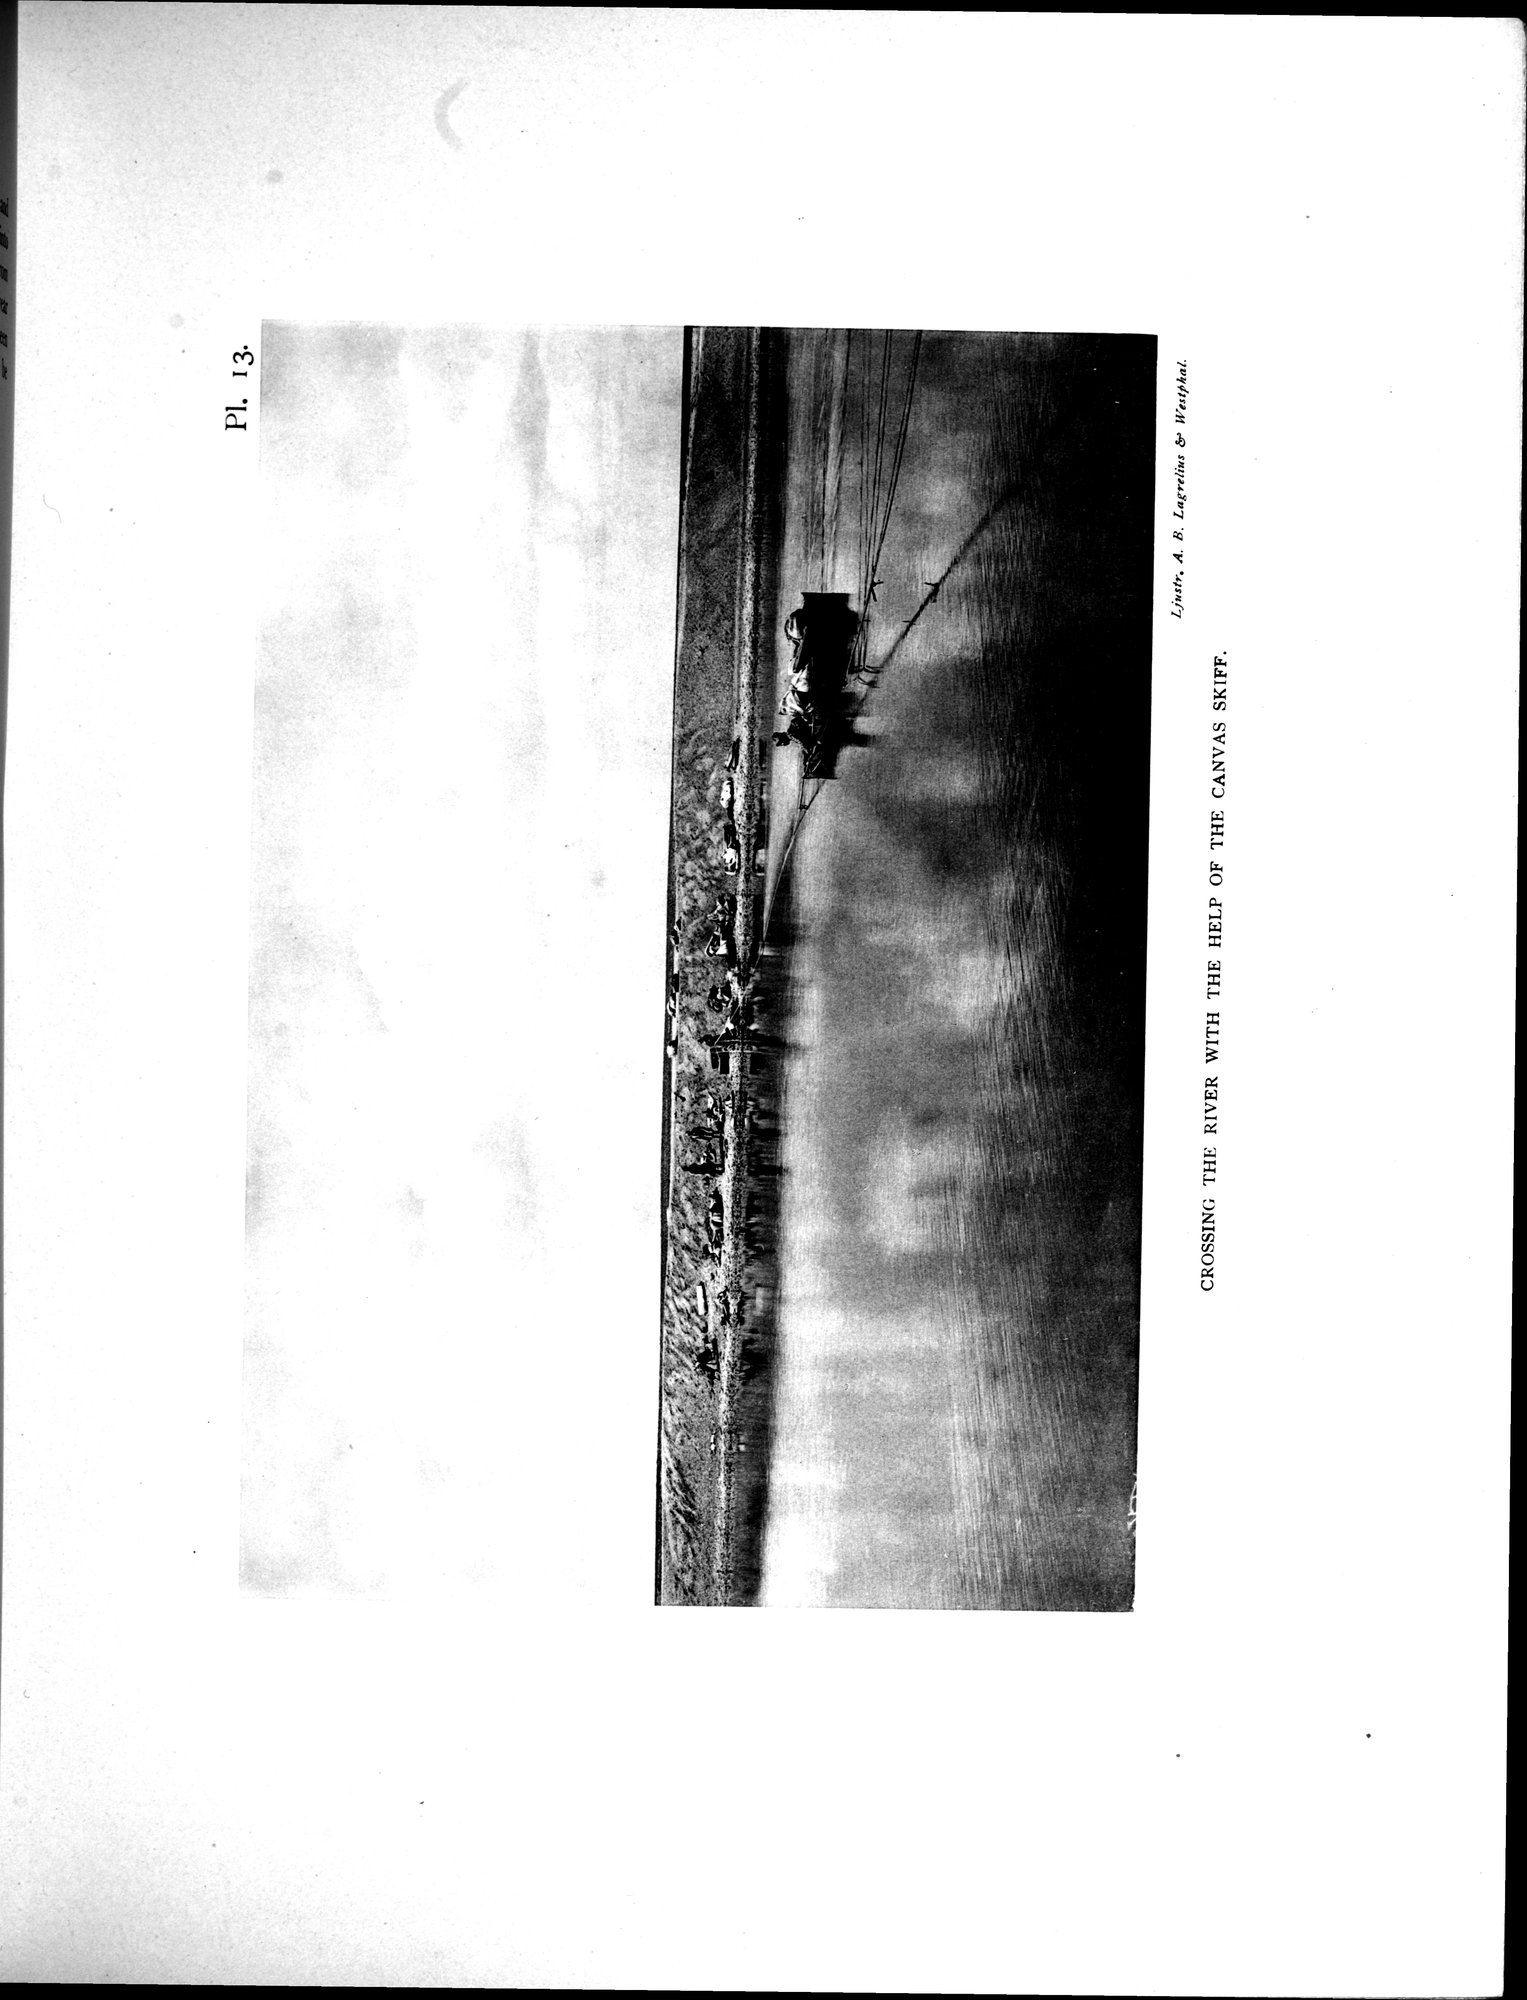 Pl. 13.
Ljustr. A. B. Lagrelius & Westphal.
CROSSING THE RIVER WITH THE HELP OF THE CANVAS SKIFF.